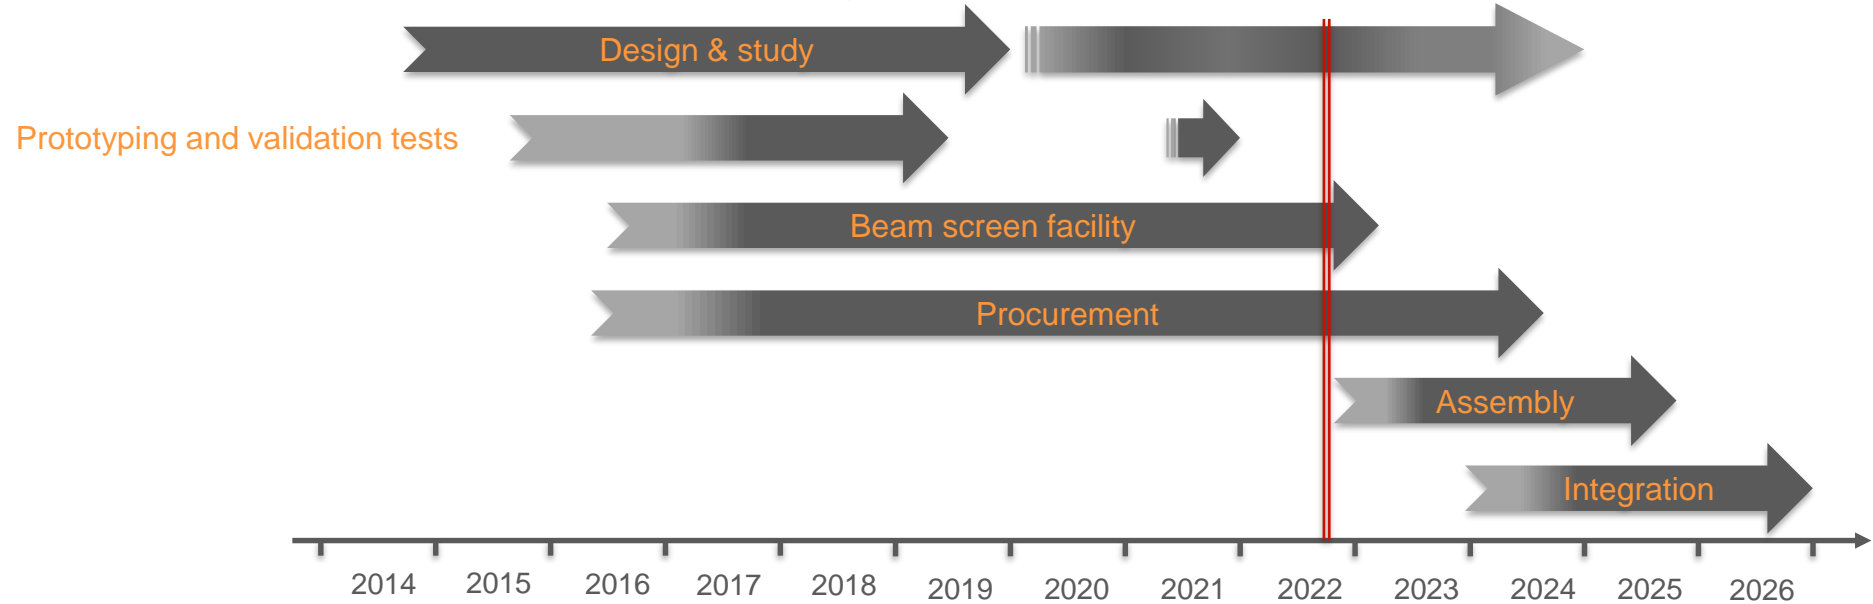 Design & study
Prototyping and validation tests
Beam screen facility
Procurement
Assembly
Integration
2014 2015 2016 2017 2018 2019 2020 2021 2022 2023 2024 2025 2026